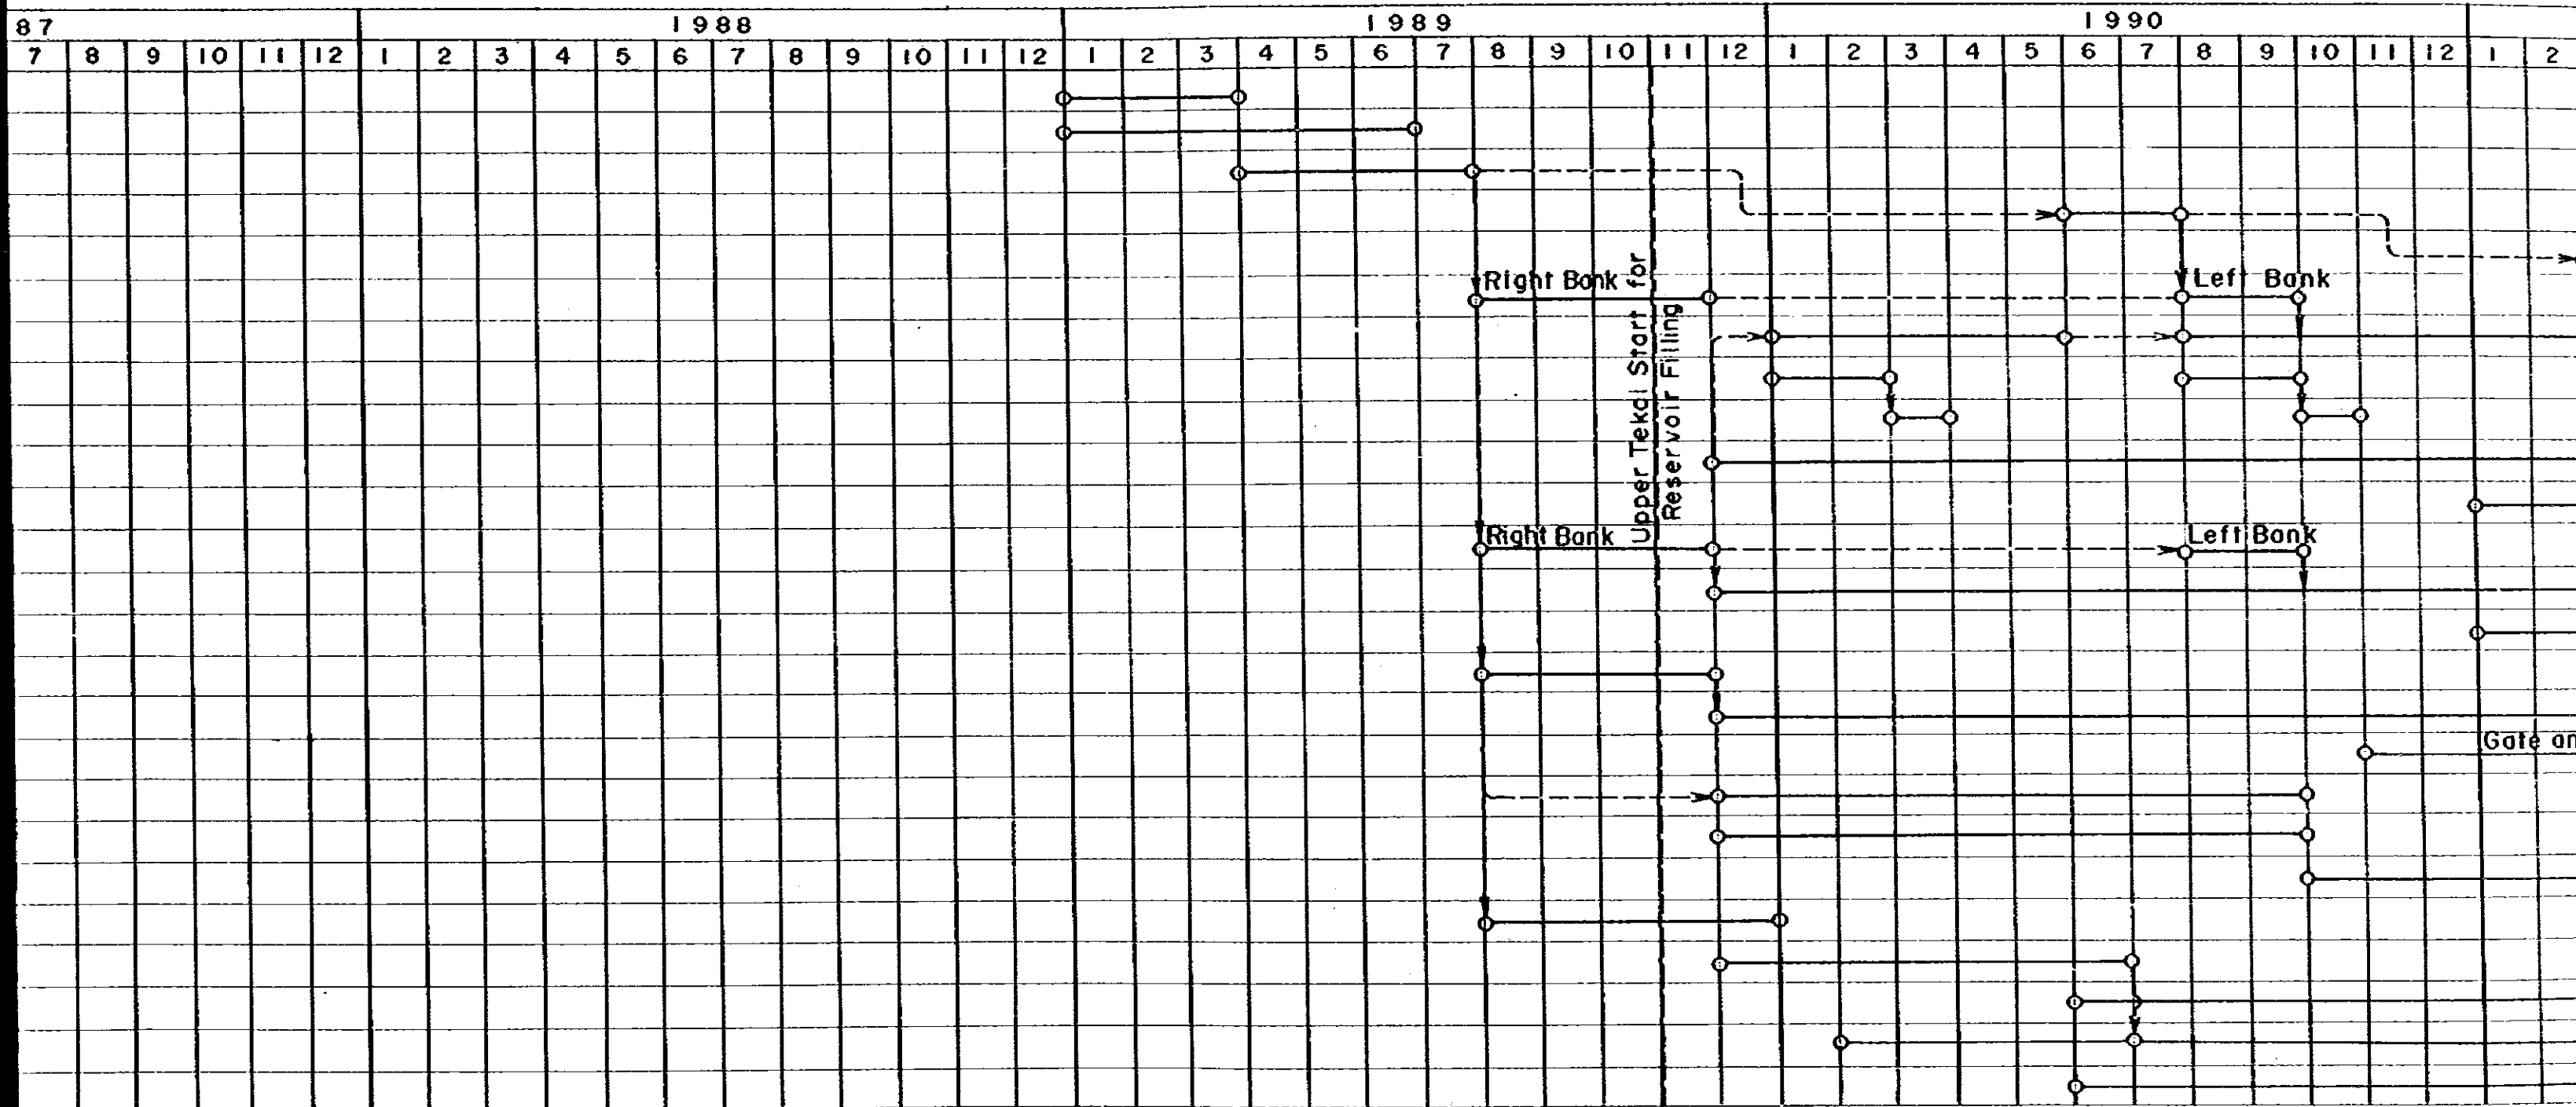 87 1988 1989 1990
7 8 9 10 11 12 1 2 3 4 5 6 7 8 9 10 11 12 1 2 3 4 5 6 7 8 9 10 11 12 1 2 3 4 5 6 7 8 9 10 11 12 1 2
Right Bank
Left Bank
Upper Tekai Start for
Reservoir Filling
Right Bank
Left Bank
Gate an